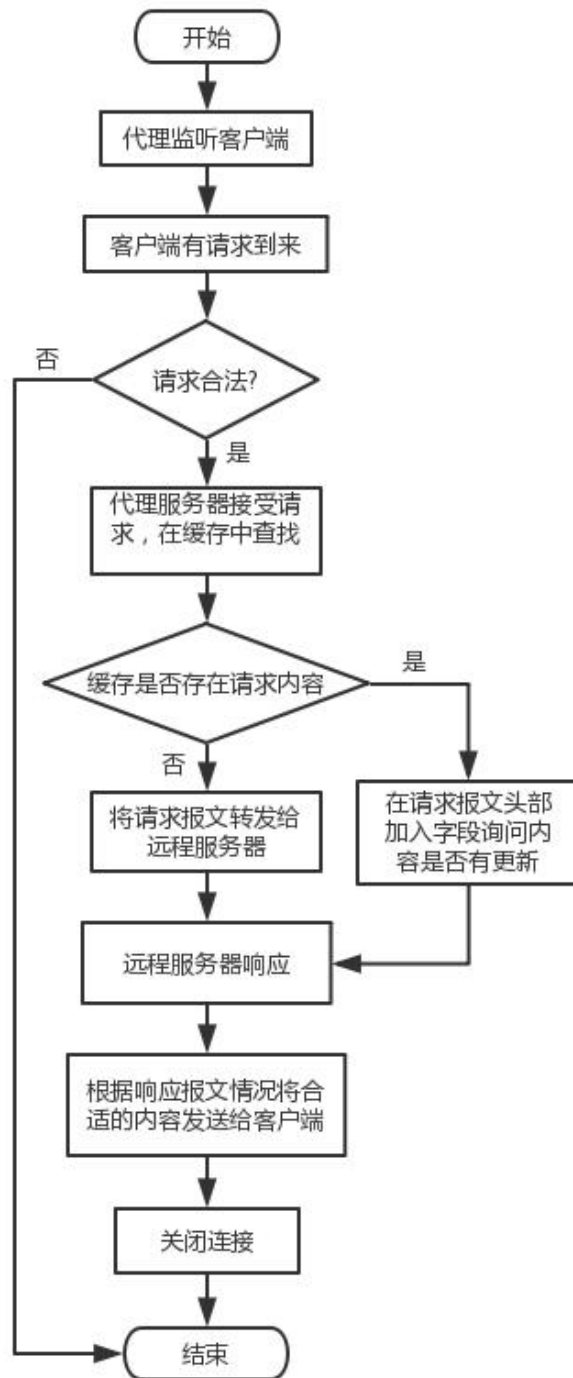 开始
代理监听客户端
客户端有请求到来
否
请求合法?
是
代理服务器接受请
求，在缓存中查找
缓存是否存在请求内容
是
否
将请求报文转发给
远程服务器
在请求报文头部
加入字段询问内
容是否有更新
远程服务器响应
根据响应报文情况将合
适的内容发送给客户端
关闭连接
结束